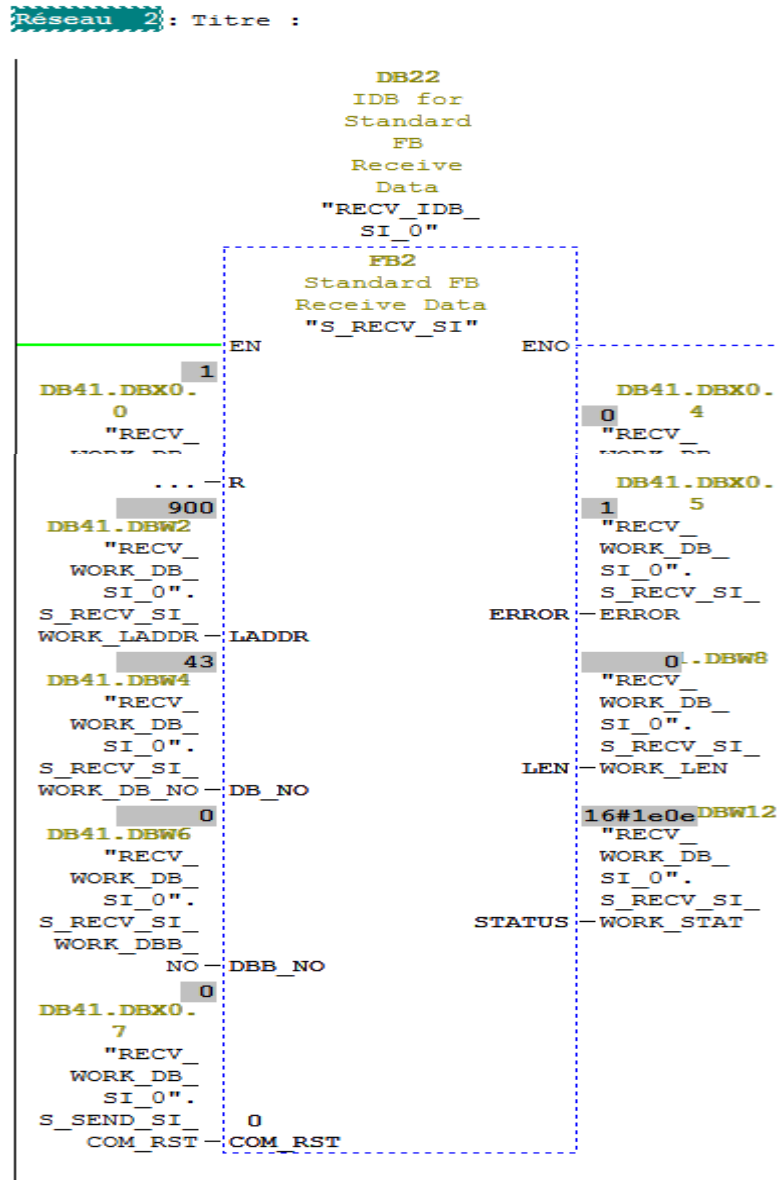 Réseau 2: Titre :
DB22
IDB for
Standard
FB
Receive
Data
"RECV_IDB_
SI_0"
FB2
Standard FB
Receive Data
"S_RECV_SI"
EN ENO
1
DB41.DBX0.
0
"RECV_
DB41.DBX0.
0 4
"RECV_
... R
900
DB41.DBW2
"RECV_
WORK_DB_
SI_0".
S_RECV_SI_
WORK_LADDR LADDR
DB41.DBX0.
1 5
"RECV_
WORK_DB_
SI_0".
S_RECV_SI_
ERROR ERROR
43
DB41.DBW4
"RECV_
WORK_DB_
SI_0".
S_RECV_SI_
WORK_DB_NO DB_NO
0 .DBW8
"RECV_
WORK_DB_
SI_0".
S_RECV_SI_
LEN WORK_LEN
0
DB41.DBW6
"RECV_
WORK_DB_
SI_0".
S_RECV_SI_
WORK_DBB_
NO DBB_NO
16#1e0e DBW12
"RECV_
WORK_DB_
SI_0".
S_RECV_SI_
STATUS WORK_STAT
0
DB41.DBX0.
7
"RECV_
WORK_DB_
SI_0".
S_SEND_SI_ 0
COM_RST COM_RST